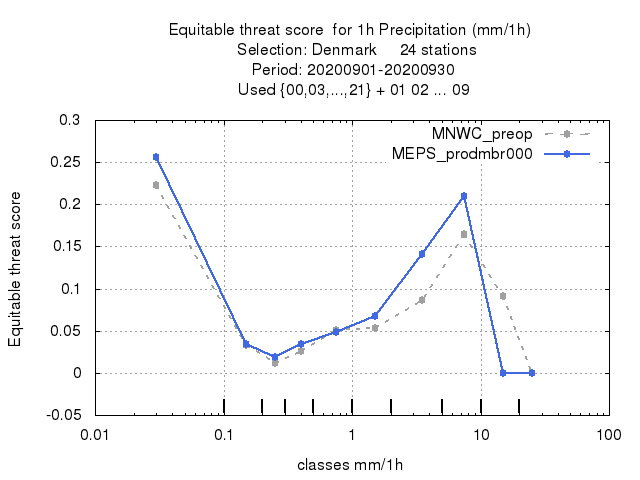 Equitable threat score  for 1h Precipitation (mm/1h)
Selection: Denmark     24 stations
Period: 20200901-20200930
Used {00,03,...,21} + 01 02 ... 09
MNWC_preop
MEPS_prodmbr000
0.3
0.25
0.2
0.15
0.1
0.05
0
-0.05
Equitable threat score
0.01 0.1 1 10 100
classes mm/1h